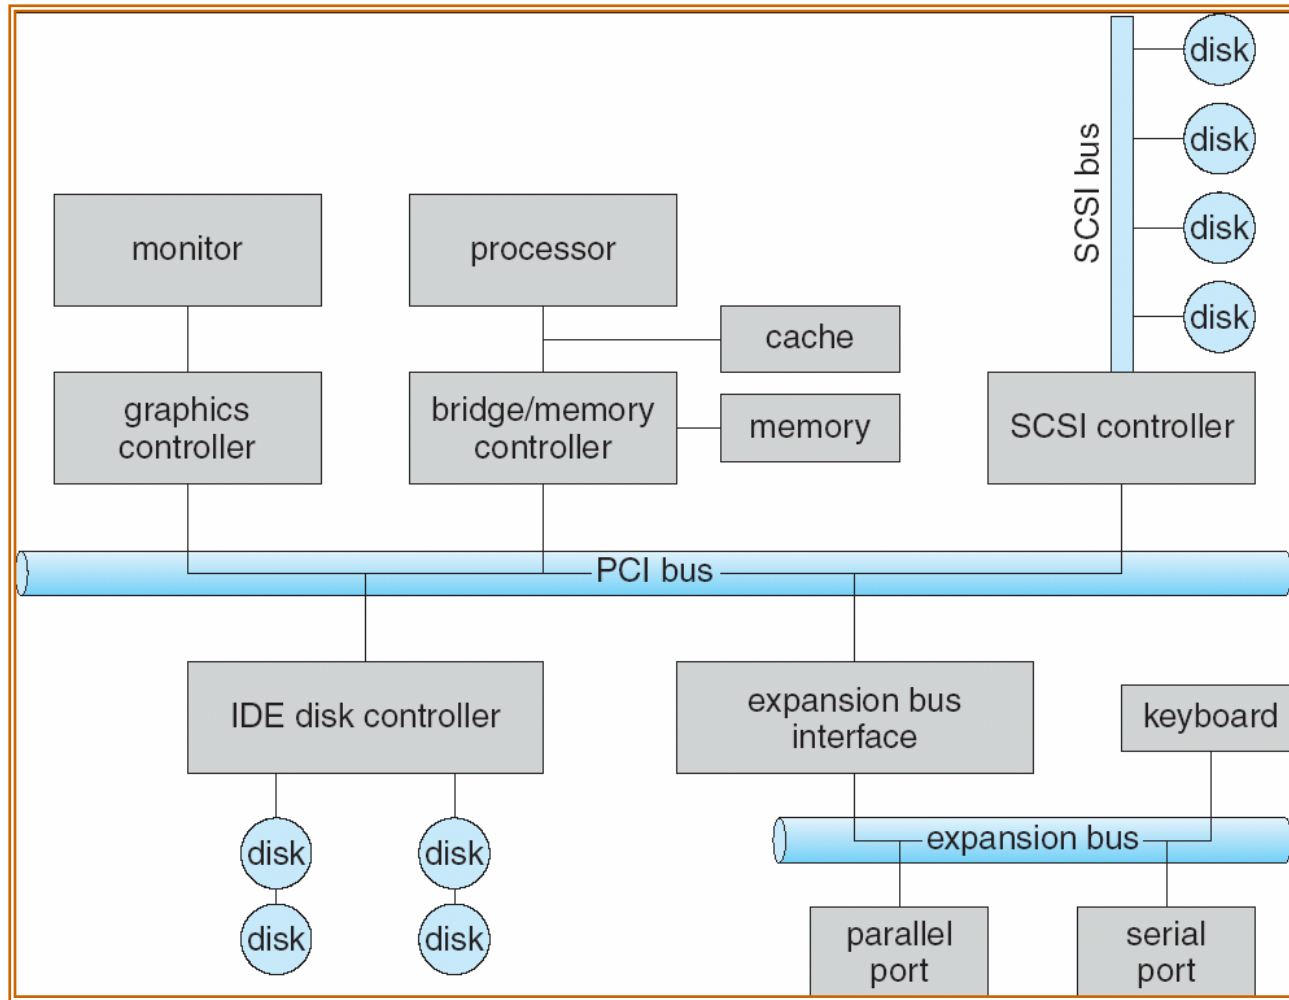 disk
disk
disk
disk
SCSI bus
monitor
processor
cache
graphics
controller
bridge/memory
controller
memory
SCSI controller
PCI bus
IDE disk controller
expansion bus
interface
keyboard
disk
disk
disk
disk
expansion bus
parallel
port
serial
port